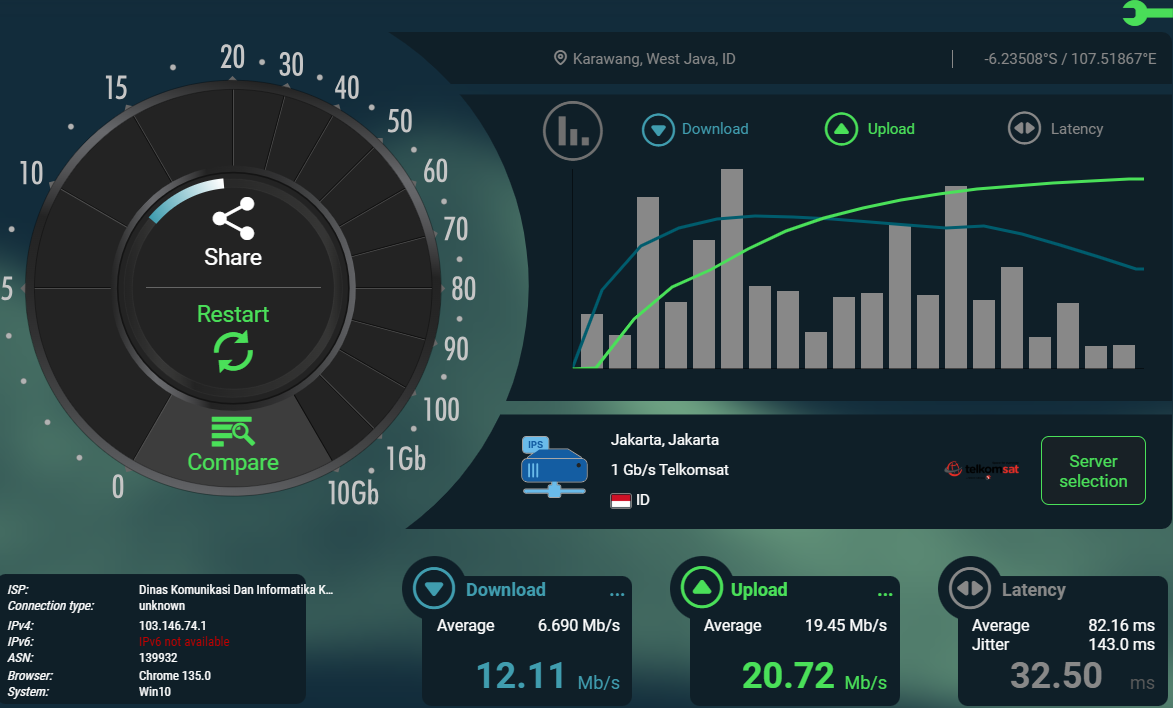 20
15
30
40
10
50
60
5
70
80
90
100
0
1Gb
10Gb
Share
Restart
Compare
Karawang, West Java, ID
-6.23508°S / 107.51867°E
Download
Upload
Latency
IPS
Jakarta, Jakarta
1 Gb/s Telkomsat
ID
telkomsat
Server
selection
ISP: Dinas Komunikasi Dan Informatika K…
Connection type: unknown
IPv4: 103.146.74.1
IPv6: IPv6 not available
ASN: 139932
Browser: Chrome 135.0
System: Win10
Download ...
Average 6.690 Mb/s
12.11 Mb/s
Upload ...
Average 19.45 Mb/s
20.72 Mb/s
Latency
Average 82.16 ms
Jitter 143.0 ms
32.50 ms